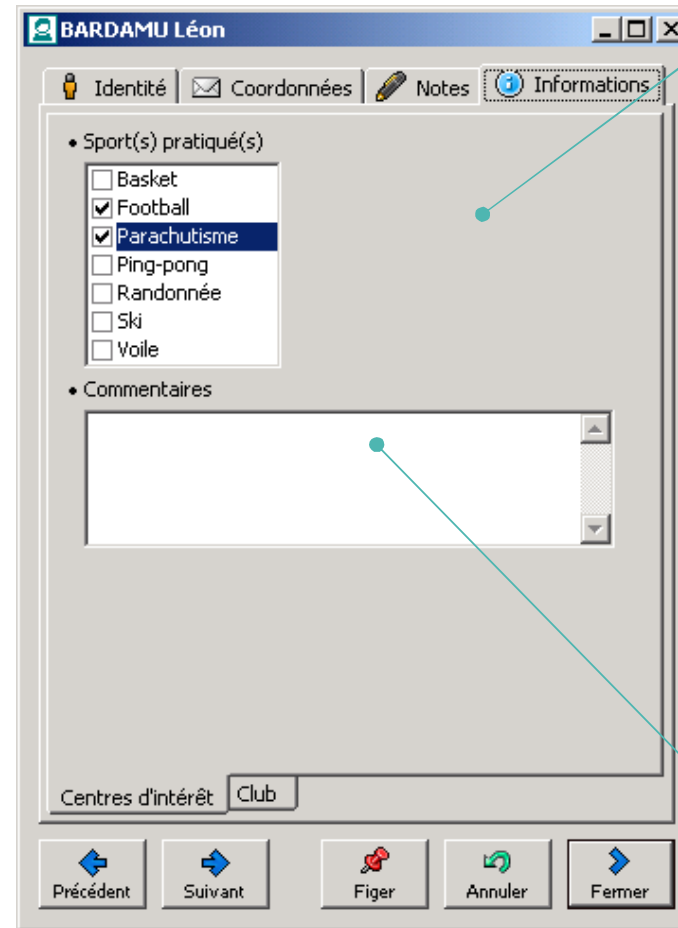 BARDAMU Léon
Identité Coordonnées Notes Informations
• Sport(s) pratiqué(s)
Basket
Football
Parachutisme
Ping-pong
Randonnée
Ski
Voile
• Commentaires
Centres d'intérêt Club
Précédent Suivant Figer Annuler Fermer